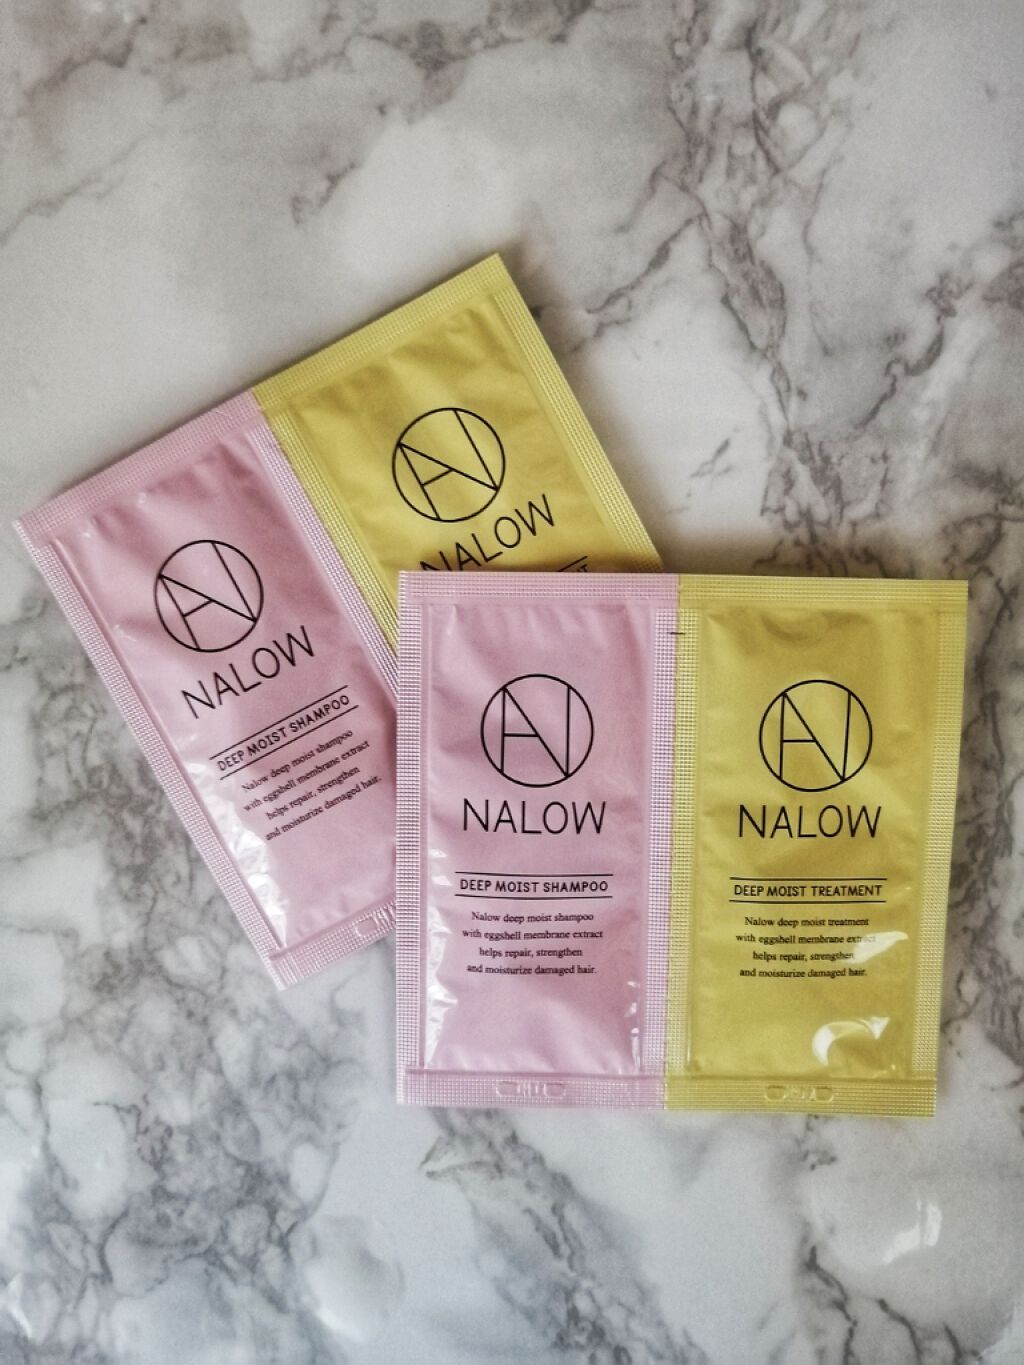 NALOW
NALOW
DEEP MOIST SHAMPOO
Nalow deep moist shampoo
with eggshell membrane extract
helps repair, strengthen
and moisturize damaged hair.
NALOW
DEEP MOIST SHAMPOO
Nalow deep moist shampoo
with eggshell membrane extract
helps repair, strengthen
and moisturize damaged hair.
NALOW
DEEP MOIST TREATMENT
Nalow deep moist treatment
with eggshell membrane extract
helps repair, strengthen
and moisturize damaged hair.